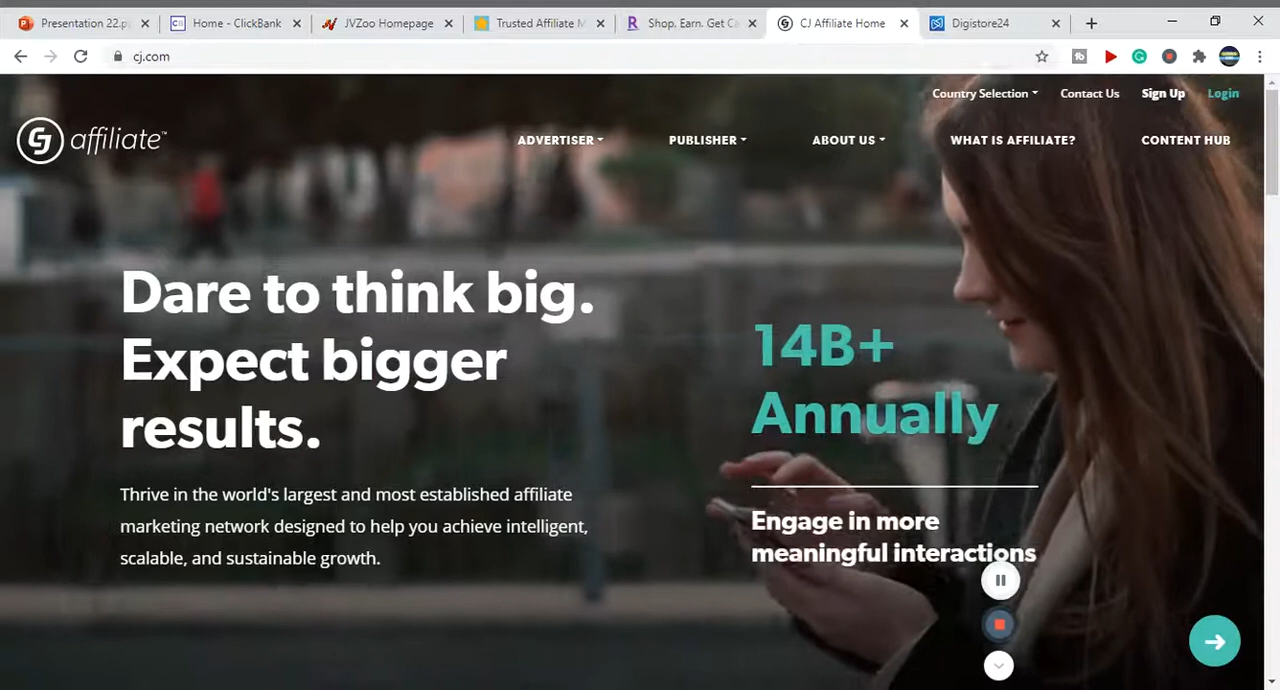 Presentation 22.p
Home - ClickBank
JVZoo Homepage
Trusted Affiliate M
Shop, Earn, Get Ca
CJ Affiliate Home
Digistore24
cj.com
Country Selection
Contact Us
Sign Up
Login
CJ affiliate™
ADVERTISER
PUBLISHER
ABOUT US
WHAT IS AFFILIATE?
CONTENT HUB
Dare to think big.
Expect bigger
results.
Thrive in the world's largest and most established affiliate
marketing network designed to help you achieve intelligent,
scalable, and sustainable growth.
14B+
Annually
Engage in more
meaningful interactions